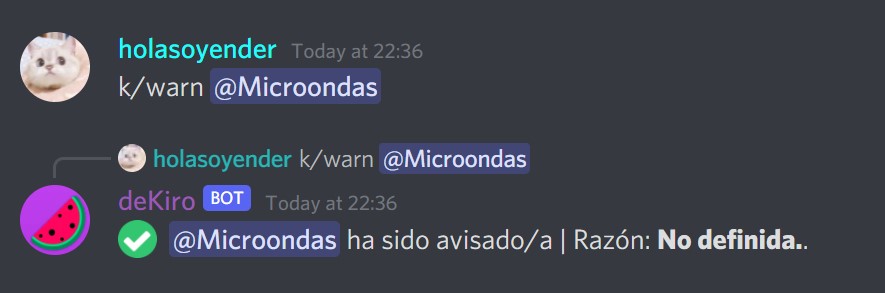 holasoyender Today at 22:36
k/warn @Microondas
holasoyender k/warn @Microondas
deKiro BOT Today at 22:36
@Microondas ha sido avisado/a | Razón: No definida..